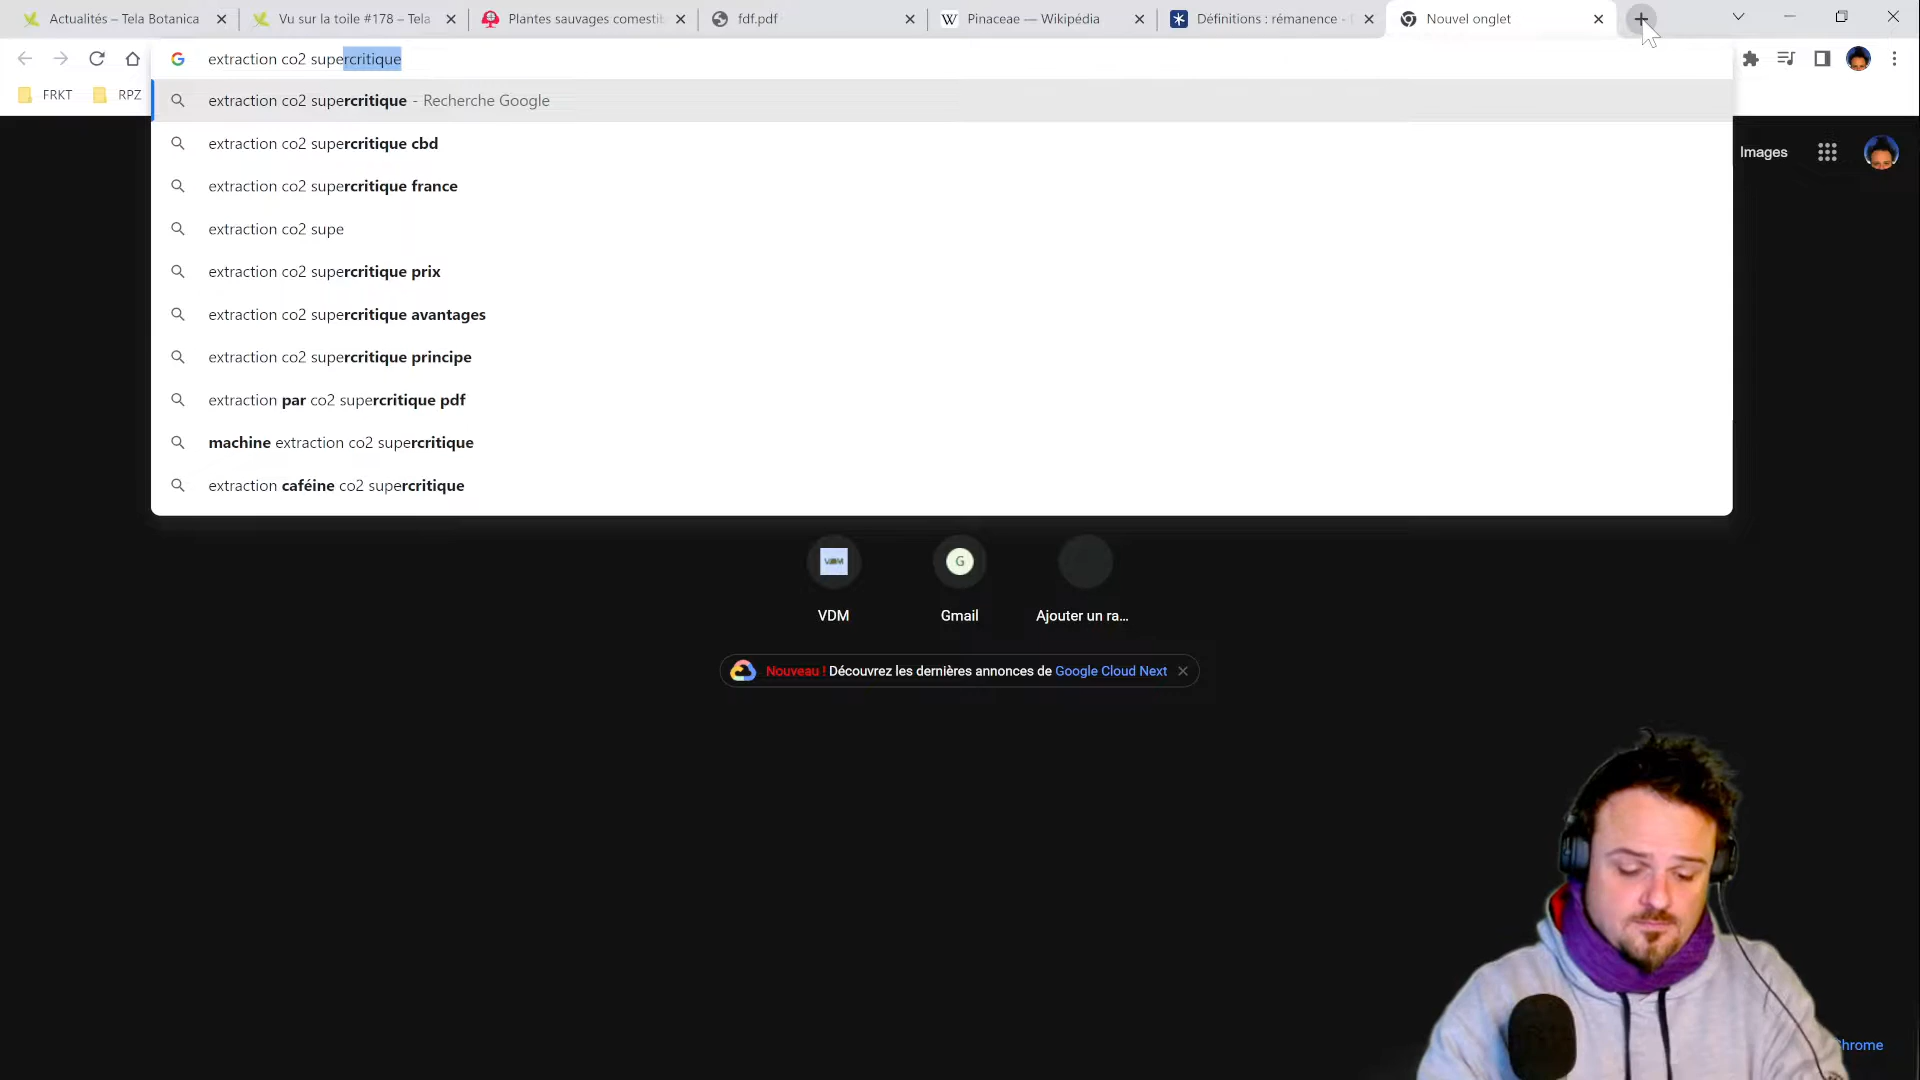 Actualités – Tela Botanica
Vu sur la toile #178 – Tela
Plantes sauvages comesti
fdf.pdf
W Pinaceae — Wikipédia
Définitions : rémanence -
Nouvel onglet
extraction co2 supercritique
FRKT
RPZ
extraction co2 supercritique - Recherche Google
extraction co2 supercritique cbd
Images
extraction co2 supercritique france
extraction co2 supe
extraction co2 supercritique prix
extraction co2 supercritique avantages
extraction co2 supercritique principe
extraction par co2 supercritique pdf
machine extraction co2 supercritique
extraction caféine co2 supercritique
VDM
G
VDM
Gmail
Ajouter un ra...
Nouveau ! Découvrez les dernières annonces de Google Cloud Next
hrome